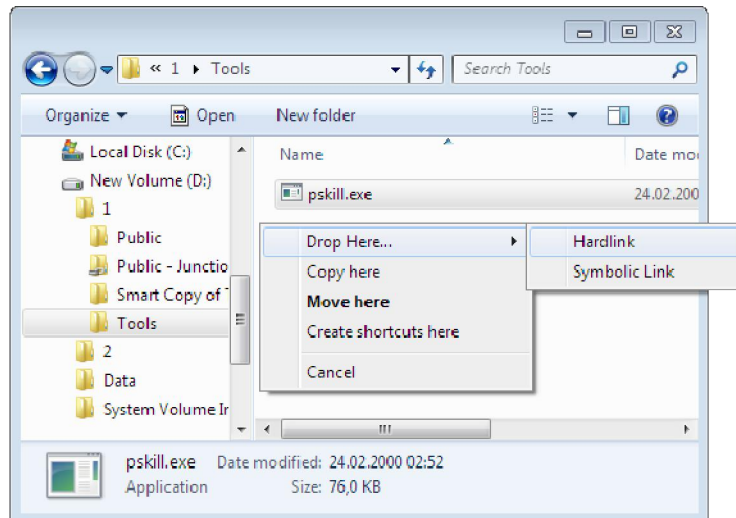 « 1 ▸ Tools
Search Tools
Organize ▾
Open
New folder
Name
Date mo
pskill.exe
24.02.200
Local Disk (C:)
New Volume (D:)
1
Public
Public - Junctio
Smart Copy of
Tools
2
Data
System Volume Ir
Drop Here...
Copy here
Move here
Create shortcuts here
Cancel
Hardlink
Symbolic Link
pskill.exe Date modified: 24.02.2000 02:52
Application Size: 76,0 KB